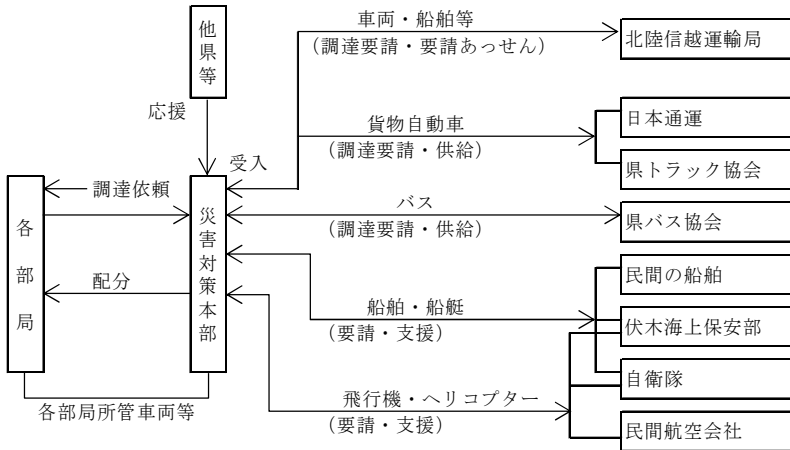 他県等
応援
受入
車両・船舶等
（調達要請・要請あっせん）
北陸信越運輸局
貨物自動車
（調達要請・供給）
日本通運
県トラック協会
各部局
調達依頼
配分
災害対策本部
バス
（調達要請・供給）
県バス協会
船舶・船艇
（要請・支援）
民間の船舶
伏木海上保安部
自衛隊
飛行機・ヘリコプター
（要請・支援）
民間航空会社
各部局所管車両等